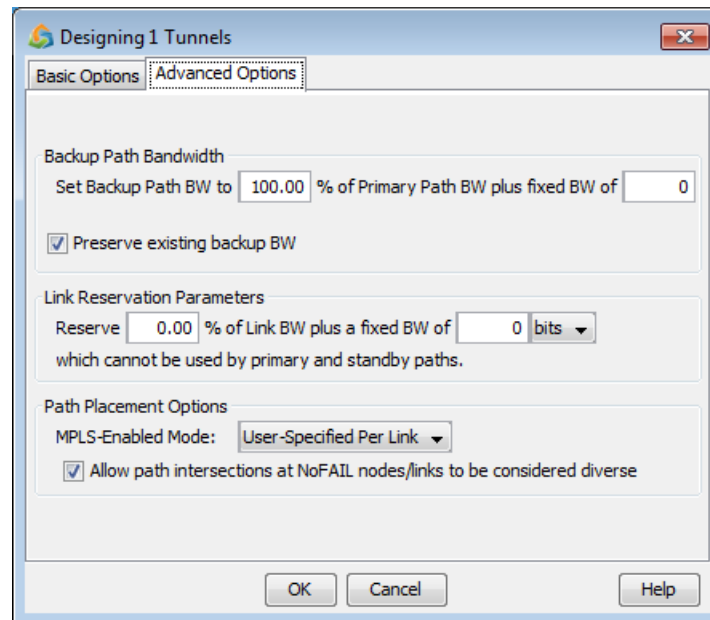 Designing 1 Tunnels
Basic Options Advanced Options
Backup Path Bandwidth
Set Backup Path BW to 100.00 % of Primary Path BW plus fixed BW of 0
Preserve existing backup BW
Link Reservation Parameters
Reserve 0.00 % of Link BW plus a fixed BW of 0 bits
which cannot be used by primary and standby paths.
Path Placement Options
MPLS-Enabled Mode: User-Specified Per Link
Allow path intersections at NoFAIL nodes/links to be considered diverse
OK Cancel Help